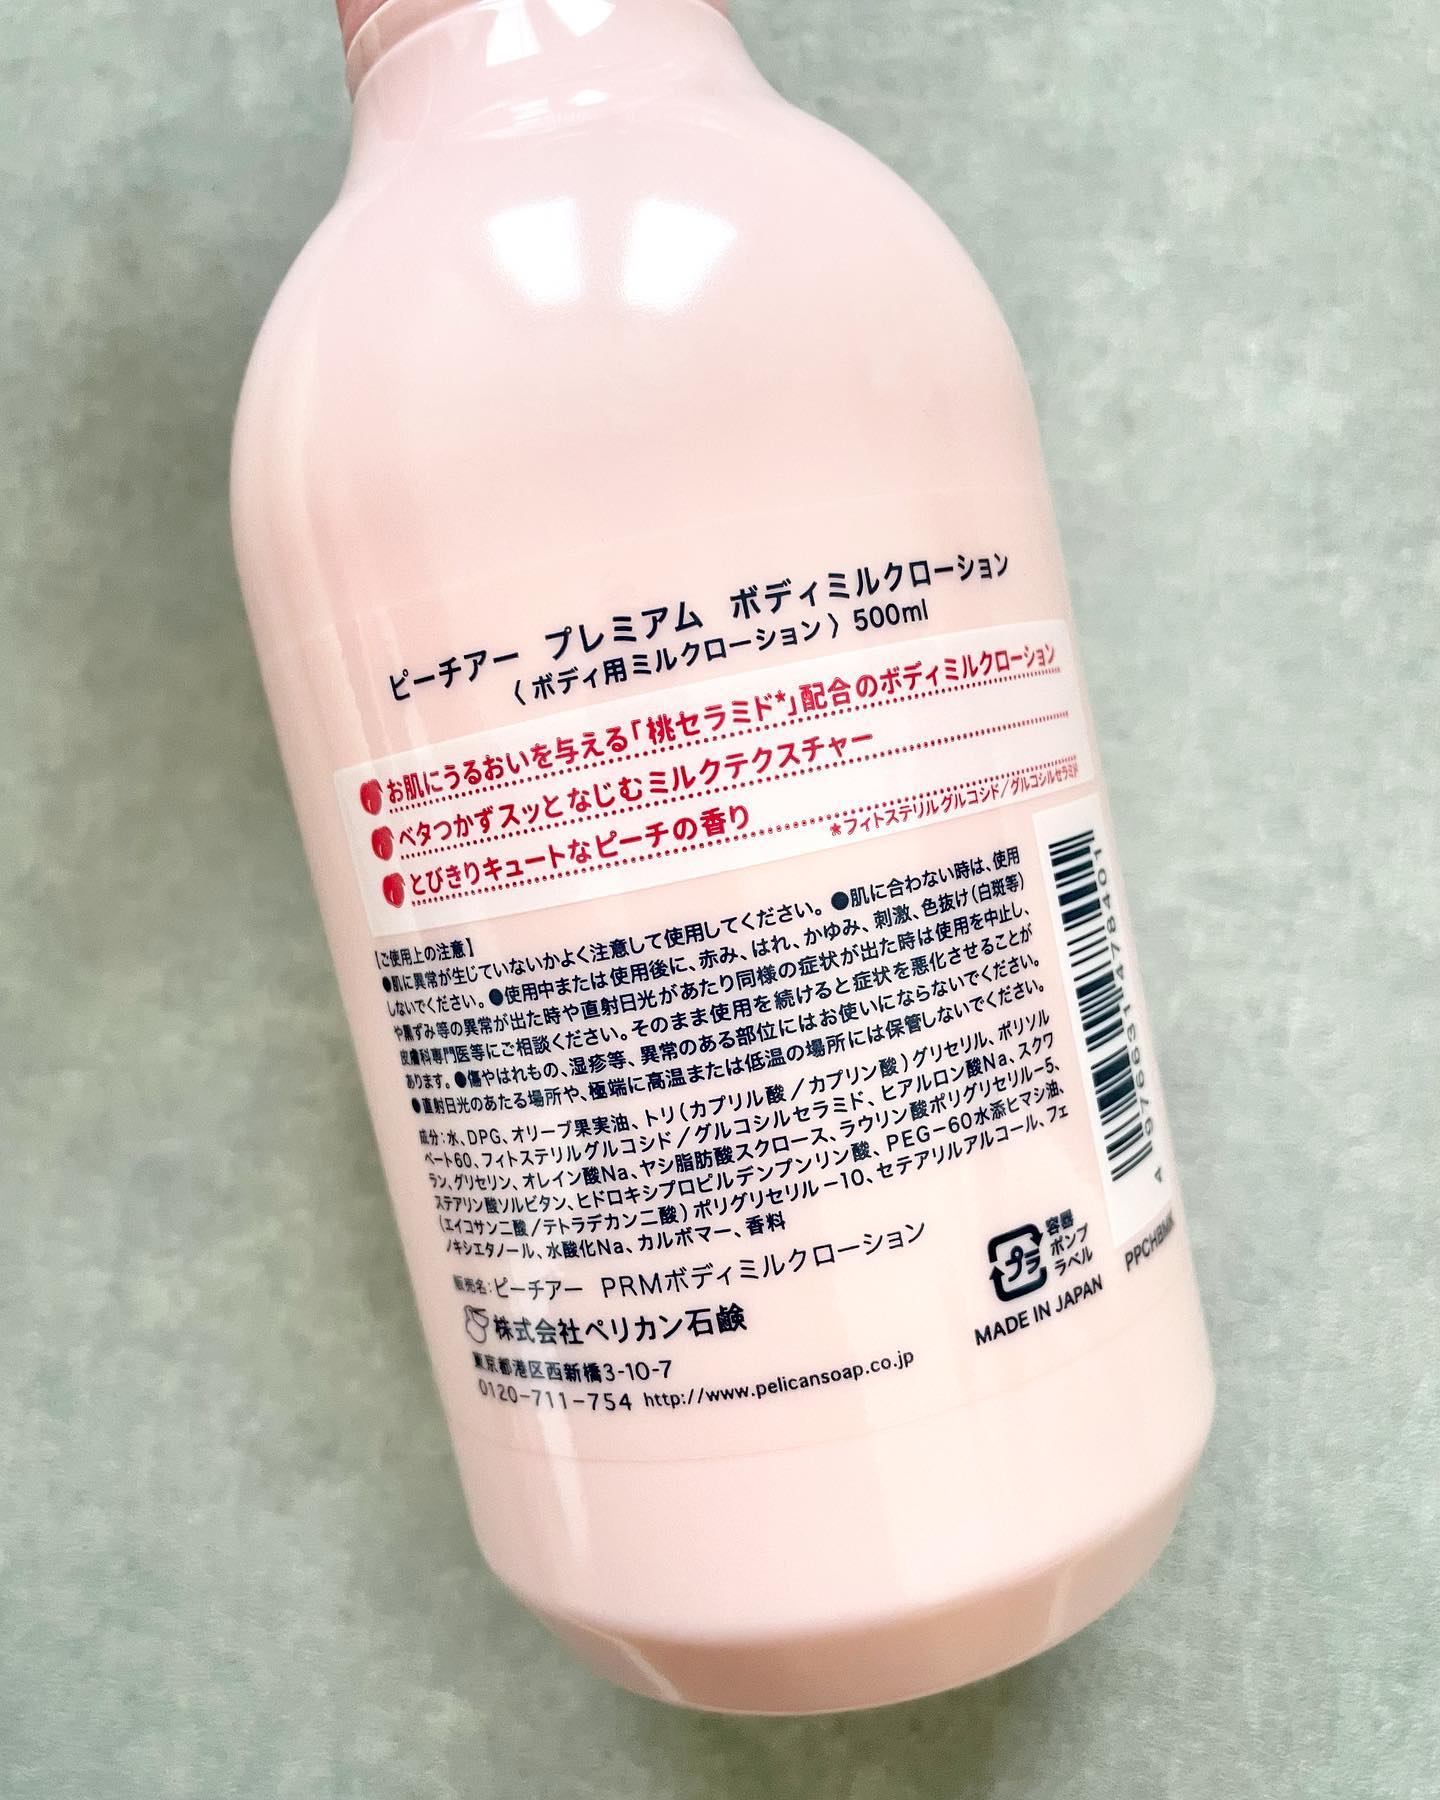 ピーチアー プレミアム ボディミルクローション
〈ボディ用ミルクローション〉500ml
お肌にうるおいを与える「桃セラミド*」配合のボディミルクローション
ベタつかずスッとなじむミルクテクスチャー
とびきりキュートなピーチの香り
*フィトステリルグルコシド/グルコシルセラミド
【ご使用上の注意】
●肌に異常が生じていないかよく注意して使用してください。●肌に合わない時は、使用
しないでください。●使用中または使用後に、赤み、はれ、かゆみ、刺激、色抜け(白斑等)
や黒ずみ等の異常が出た時や直射日光があたり同様の症状が出た時は使用を中止し、
皮膚科専門医等にご相談ください。そのまま使用を続けると症状を悪化させることが
あります。●傷やはれもの、湿疹等、異常のある部位にはお使いにならないでください。
●直射日光のあたる場所や、極端に高温または低温の場所には保管しないでください。
成分:水、DPG、オリーブ果実油、トリ(カプリル酸/カプリン酸)グリセリル、ポリソル
ベート60、フィトステリルグルコシド/グルコシルセラミド、ヒアルロン酸Na、スクワ
ラン、グリセリン、オレイン酸Na、ヤシ脂肪酸スクロース、ラウリン酸ポリグリセリル-5、
ステアリン酸ソルビタン、ヒドロキシプロピルデンプンリン酸、PEG-60水添ヒマシ油、
(エイコサン二酸/テトラデカン二酸)ポリグリセリル-10、セテアリルアルコール、フェ
ノキシエタノール、水酸化Na、カルボマー、香料
販売名:ピーチアー PRMボディミルクローション
株式会社ペリカン石鹸
東京都港区西新橋3-10-7
0120-711-754 http://www.pelicansoap.co.jp
プラ
容器
ポンプ
ラベル
MADE IN JAPAN
4 976631 478401